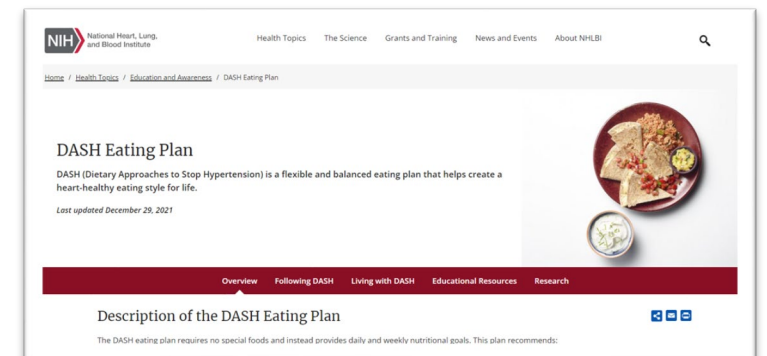 NIH National Heart, Lung,
and Blood Institute
Health Topics The Science Grants and Training News and Events About NHLBI
Home / Health Topics / Education and Awareness / DASH Eating Plan
DASH Eating Plan
DASH (Dietary Approaches to Stop Hypertension) is a flexible and balanced eating plan that helps create a
heart-healthy eating style for life.
Last updated December 29, 2021
Overview Following DASH Living with DASH Educational Resources Research
Description of the DASH Eating Plan
The DASH eating plan requires no special foods and instead provides daily and weekly nutritional goals. This plan recommends: